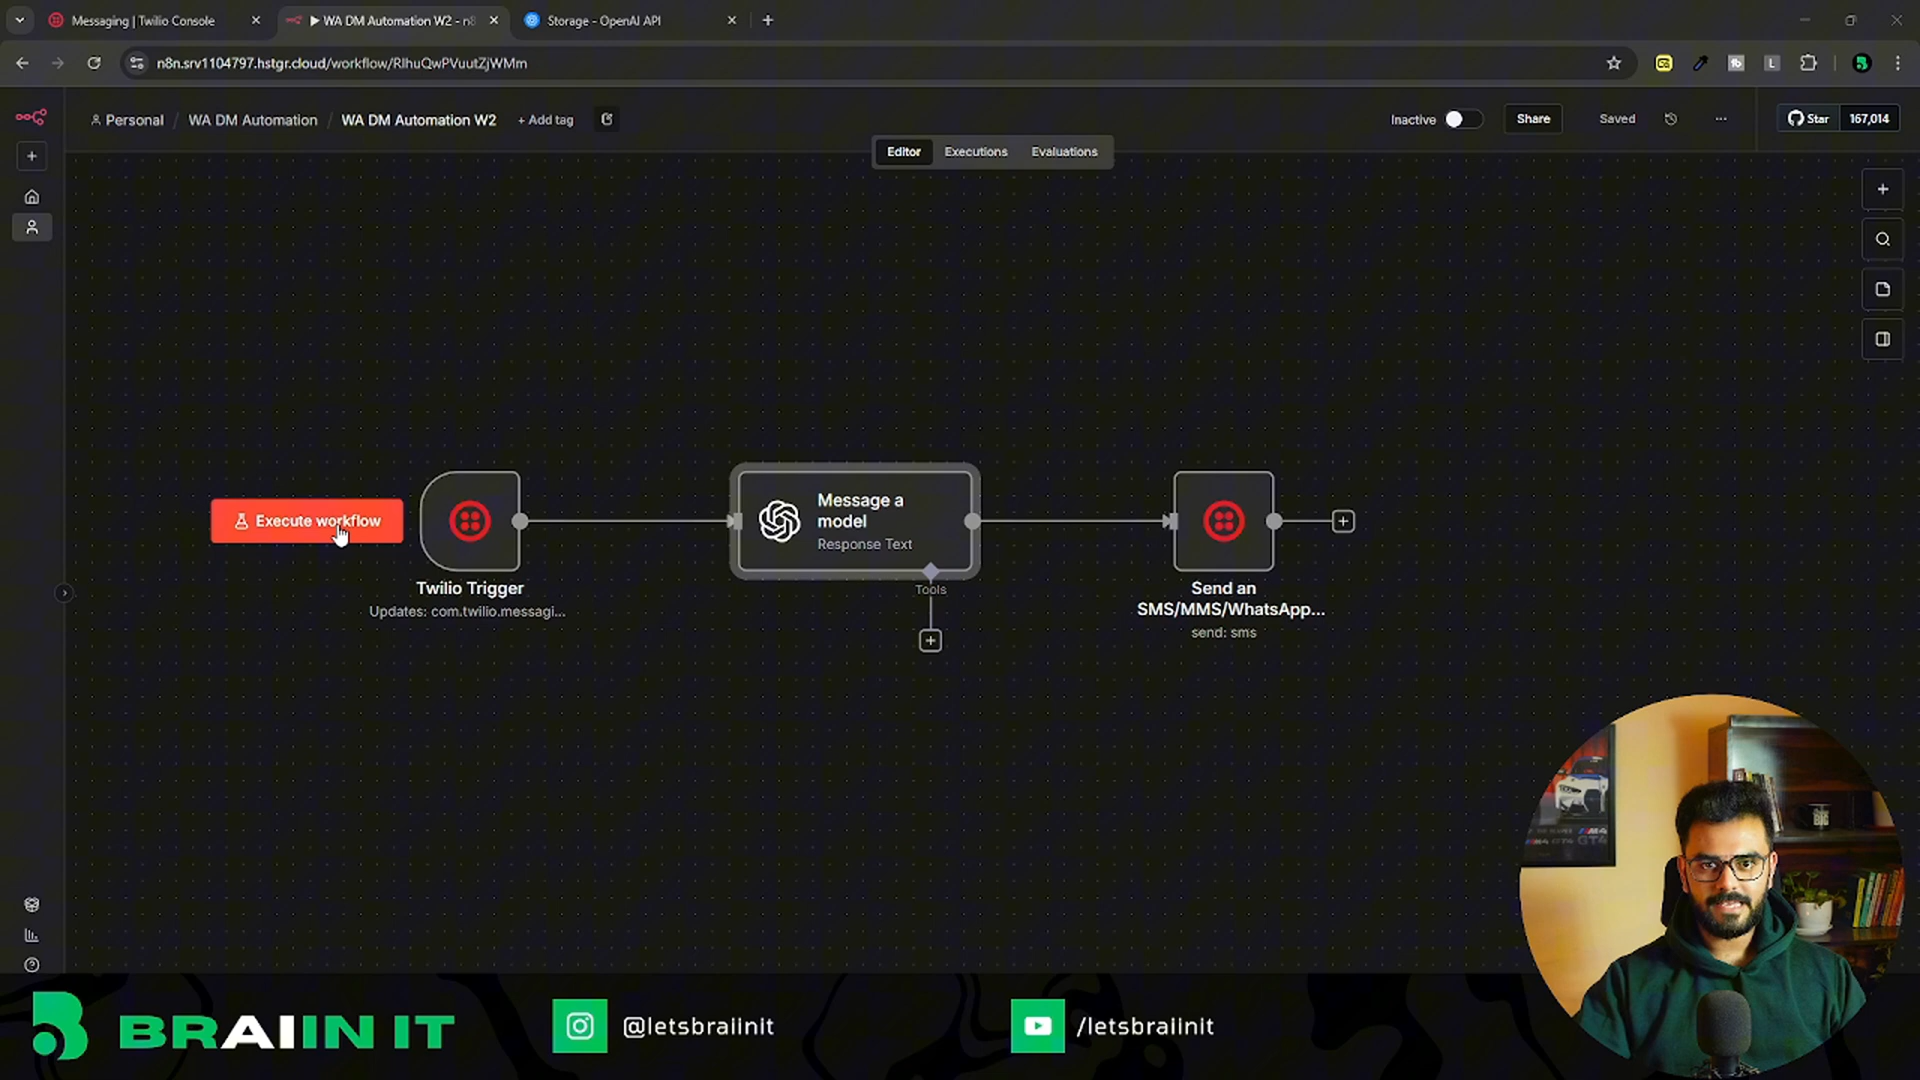 Messaging | Twilio Console
WA DM Automation W2 - n8
Storage - OpenAI API
n8n.srv1104797.hstgr.cloud/workflow/RlhuQwPVuutZjWMm
Personal / WA DM Automation / WA DM Automation W2 + Add tag
Inactive
Share
Saved
...
Star 167,014
Editor Executions Evaluations
Execute workflow
Message a
model
Response Text
Tools
Twilio Trigger
Updates: com.twilio.messagi...
Send an
SMS/MMS/WhatsApp...
send: sms
BRAIIN IT
@letsbraiinit
/letsbraiinit